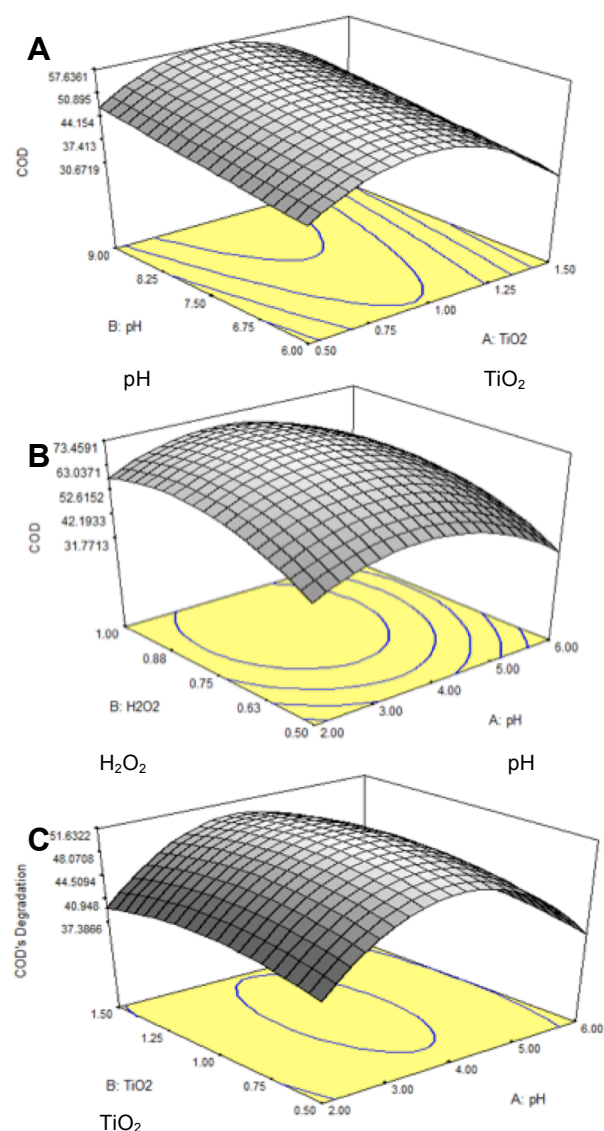 A
57.6361
50.895
44.154
37.413
30.6719
COD
9.00
8.25
7.50
6.75
6.00
0.50
0.75
1.00
1.25
1.50
B: pH
A: TiO2
pH
TiO₂
B
73.4591
63.0371
52.6152
42.1933
31.7713
COD
1.00
0.88
0.75
0.63
0.50
2.00
3.00
4.00
5.00
6.00
B: H2O2
A: pH
H₂O₂
pH
C
51.6322
48.0708
44.5094
40.948
37.3866
COD's Degradation
1.50
1.25
1.00
0.75
0.50
2.00
3.00
4.00
5.00
6.00
B: TiO2
A: pH
TiO₂